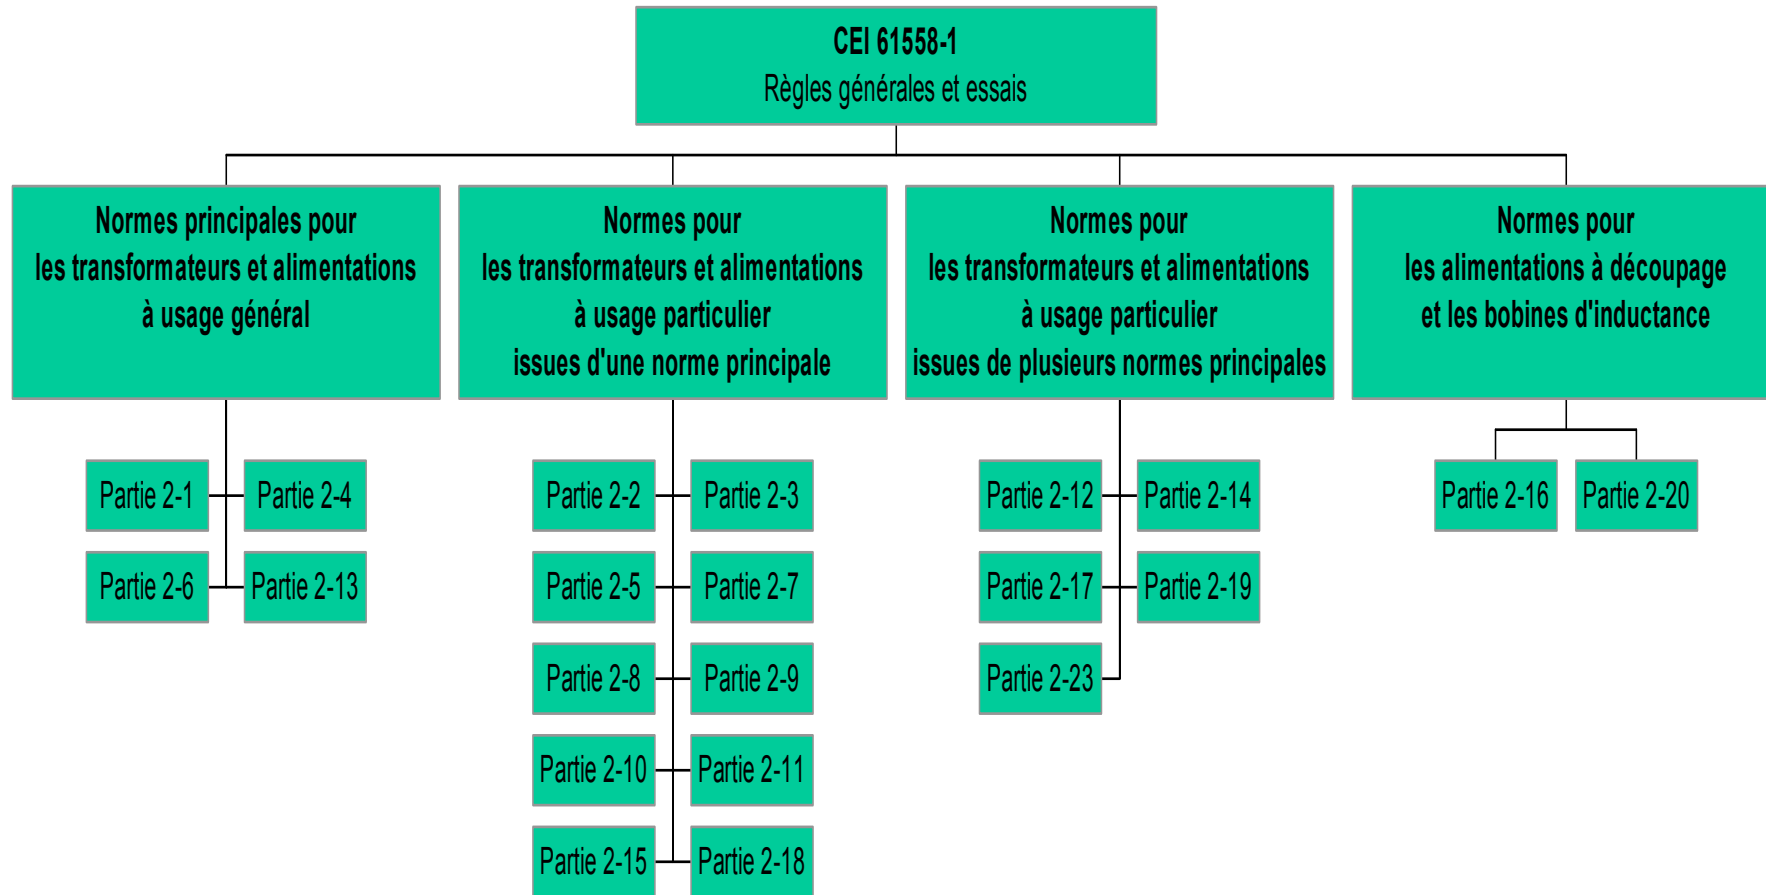 CEI 61558-1
Règles générales et essais
Normes principales pour
les transformateurs et alimentations
à usage général
Normes pour
les transformateurs et alimentations
à usage particulier
issues d'une norme principale
Normes pour
les transformateurs et alimentations
à usage particulier
issues de plusieurs normes principales
Normes pour
les alimentations à découpage
et les bobines d'inductance
Partie 2-1
Partie 2-4
Partie 2-6
Partie 2-13
Partie 2-2
Partie 2-3
Partie 2-5
Partie 2-7
Partie 2-8
Partie 2-9
Partie 2-10
Partie 2-11
Partie 2-15
Partie 2-18
Partie 2-12
Partie 2-14
Partie 2-17
Partie 2-19
Partie 2-23
Partie 2-16
Partie 2-20